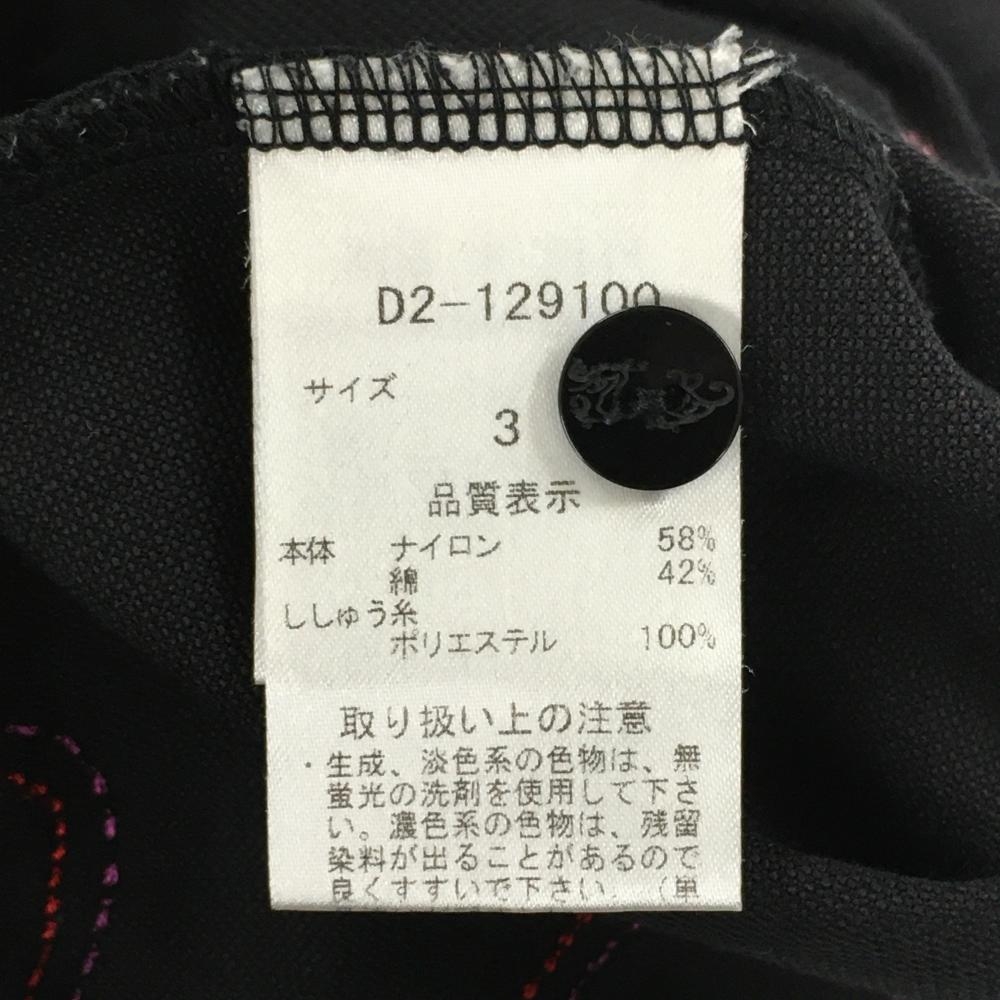 D2-129100
サイズ
3
品質表示
本体 ナイロン 58%
綿 42%
ししゅう糸
ポリエステル 100%
取り扱い上の注意
・生成、淡色系の色物は、無
蛍光の洗剤を使用して下さ
い。濃色系の色物は、残留
染料が出ることがあるので
良くすすいで下さい。（単